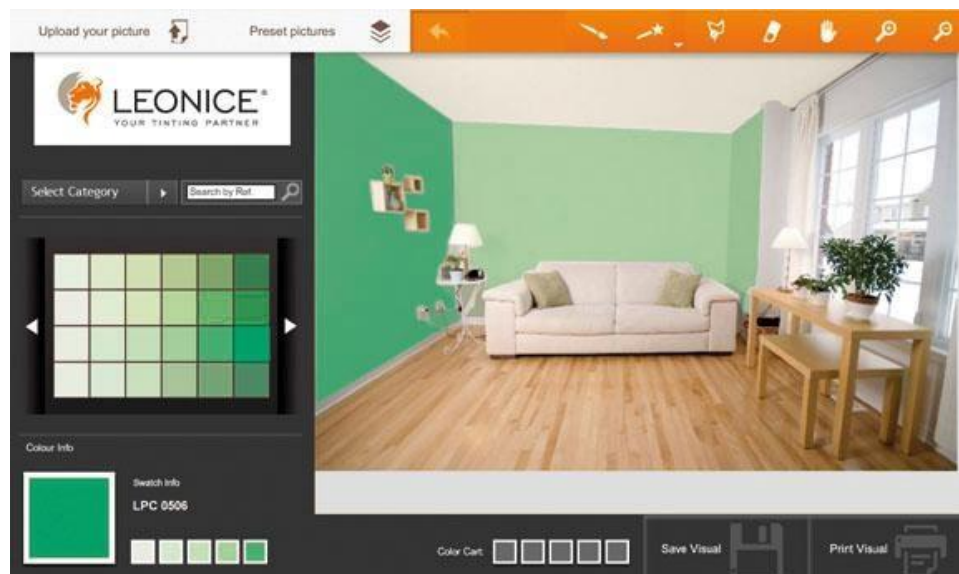 Upload your picture
Preset pictures
LEONICE®
YOUR TINTING PARTNER
Select Category
Search by Ref.
Colour Info
Swatch Info
LPC 0506
Color Cart:
Save Visual
Print Visual